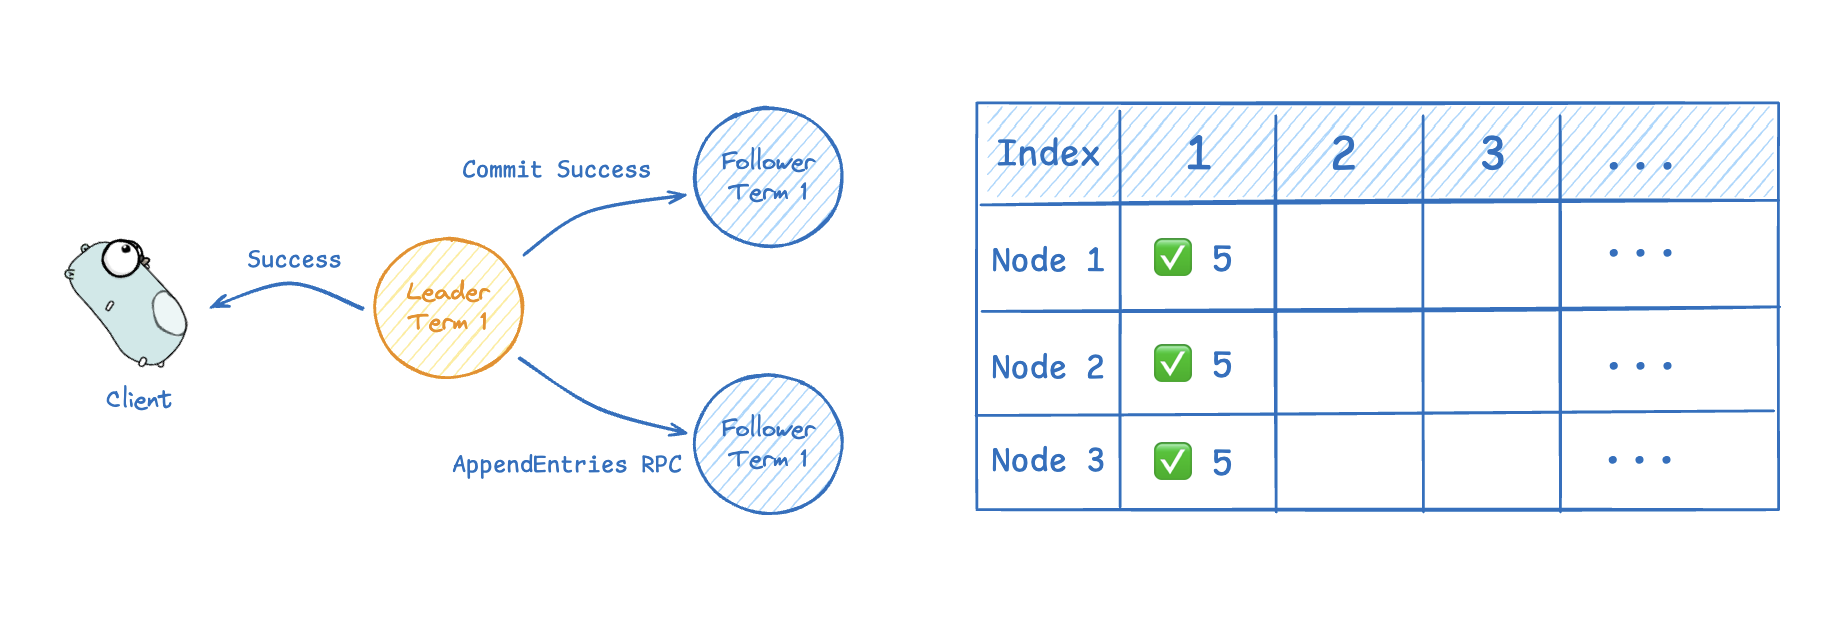 Commit Success
Follower
Term 1
Success
Leader
Term 1
Client
AppendEntries RPC
Follower
Term 1
Index 1 2 3 ...
Node 1 ✅ 5 ...
Node 2 ✅ 5 ...
Node 3 ✅ 5 ...